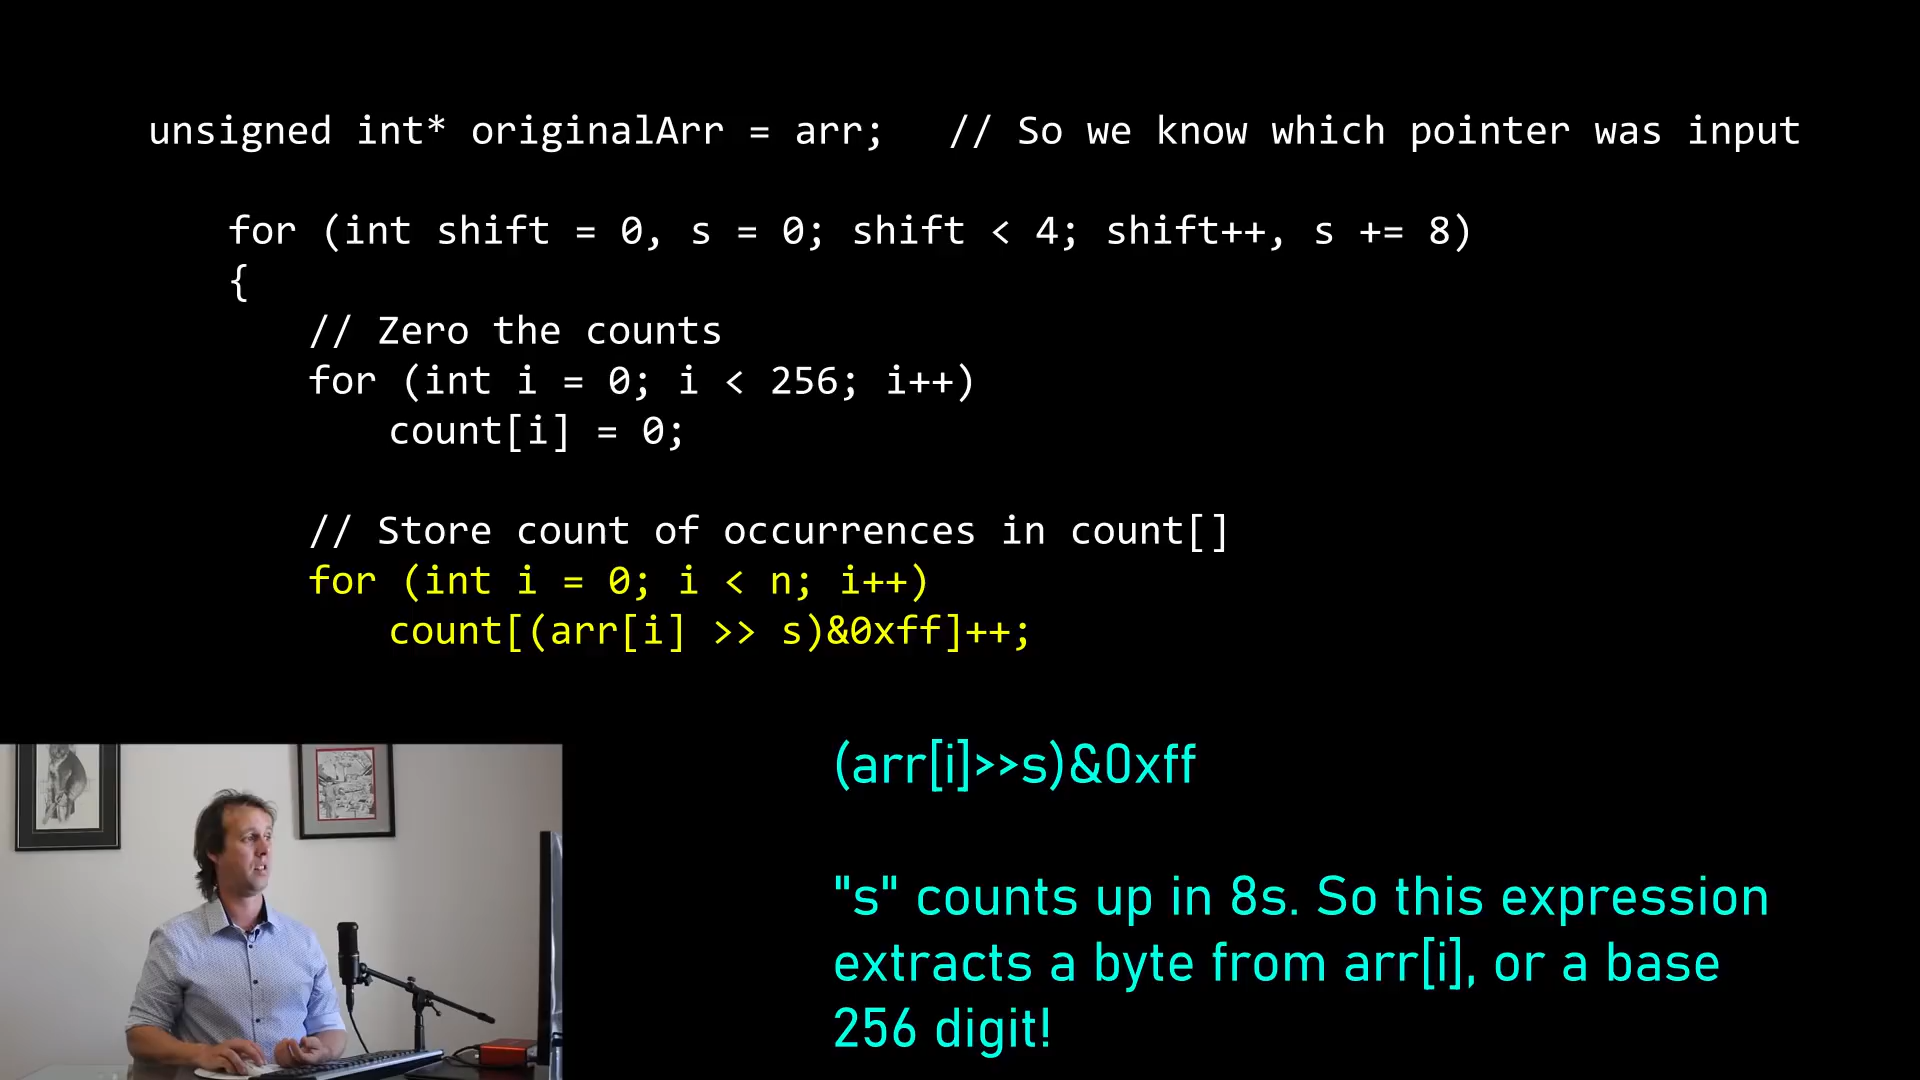 unsigned int* originalArr = arr;   // So we know which pointer was input
for (int shift = 0, s = 0; shift < 4; shift++, s += 8)
{
// Zero the counts
for (int i = 0; i < 256; i++)
count[i] = 0;
// Store count of occurrences in count[]
for (int i = 0; i < n; i++)
count[(arr[i] >> s)&0xff]++;
(arr[i]>>s)&0xff
"s" counts up in 8s. So this expression
extracts a byte from arr[i], or a base
256 digit!